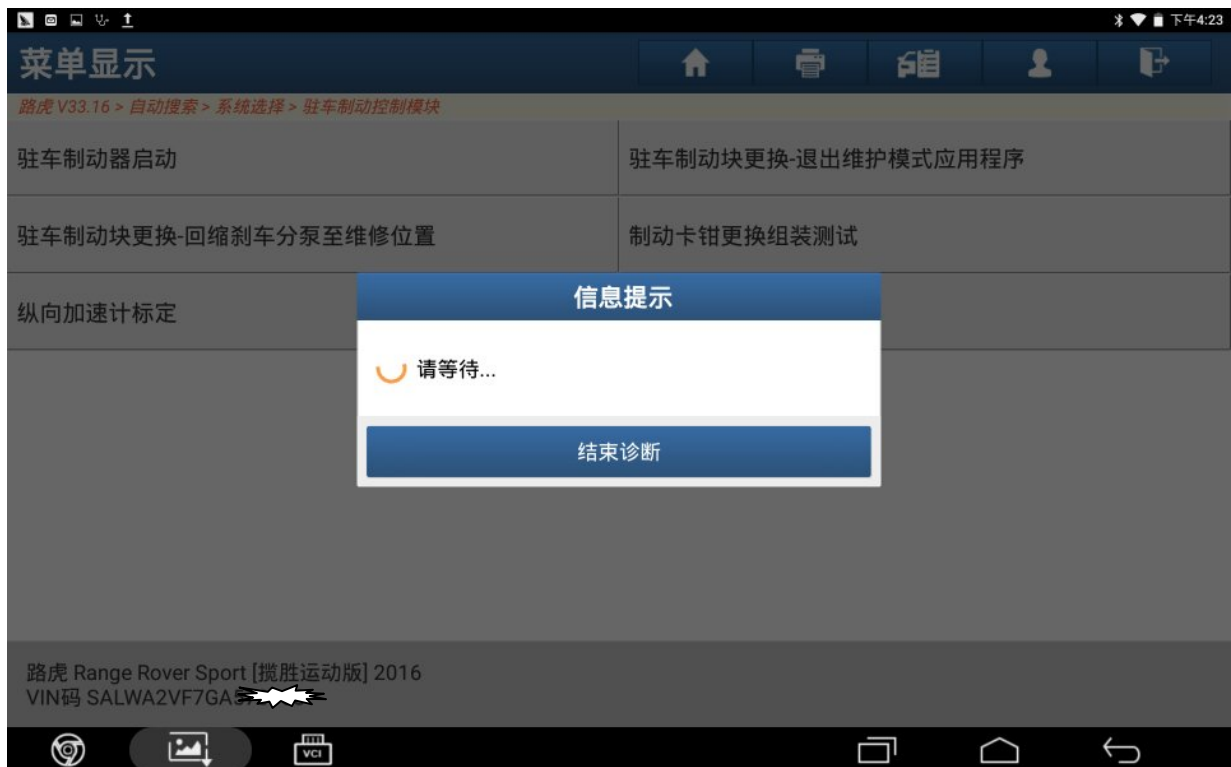 下午4:23
菜单显示
路虎 V33.16 > 自动搜索 > 系统选择 > 驻车制动控制模块
驻车制动器启动
驻车制动块更换-退出维护模式应用程序
驻车制动块更换-回缩刹车分泵至维修位置
制动卡钳更换组装测试
纵向加速计标定
信息提示
请等待...
结束诊断
路虎 Range Rover Sport [揽胜运动版] 2016
VIN码 SALWA2VF7GA5
VCI